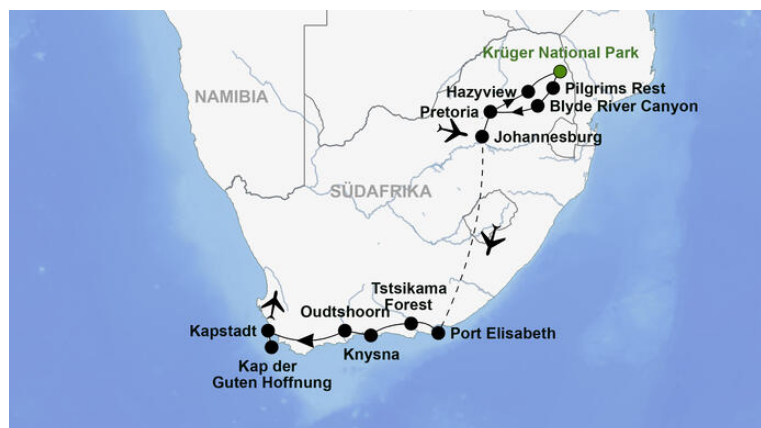 Krüger National Park
NAMIBIA
Hazyview
Pilgrims Rest
Pretoria
Blyde River Canyon
Johannesburg
SÜDAFRIKA
Tstsikama
Forest
Oudtshoorn
Kapstadt
Port Elisabeth
Knysna
Kap der
Guten Hoffnung